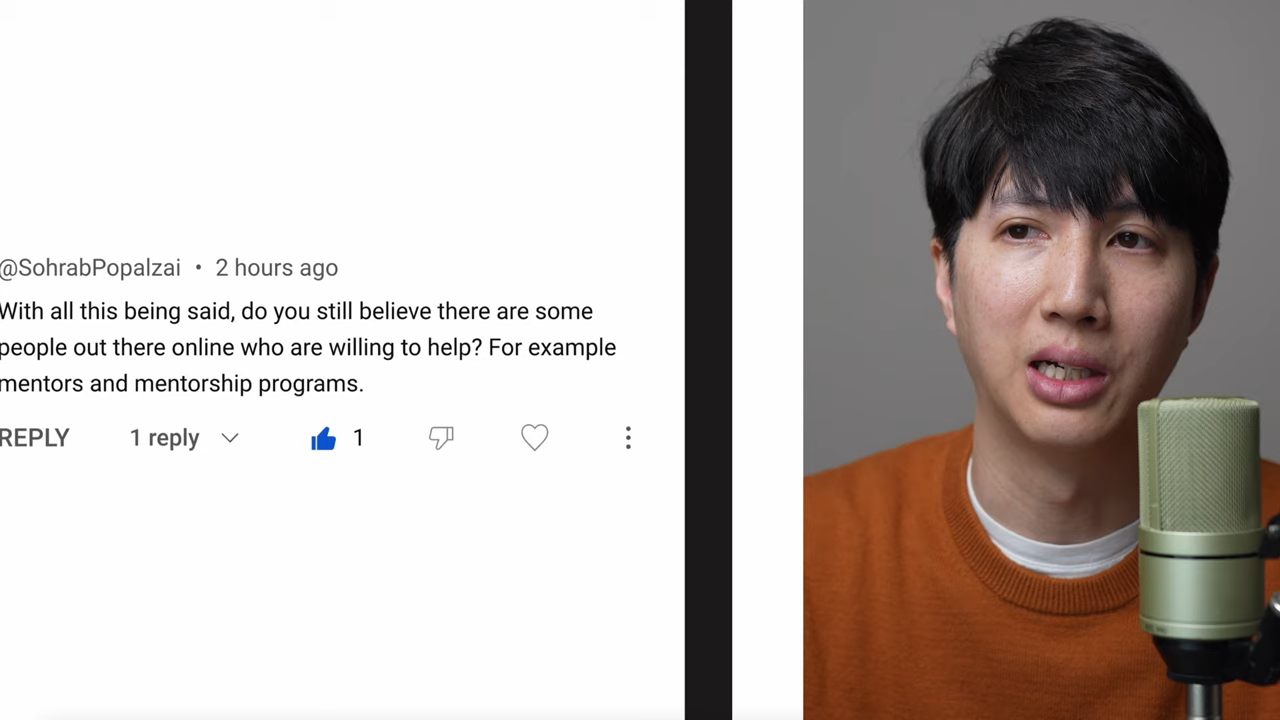 @SohrabPopalzai • 2 hours ago
With all this being said, do you still believe there are some
people out there online who are willing to help? For example
mentors and mentorship programs.
REPLY 1 reply 1